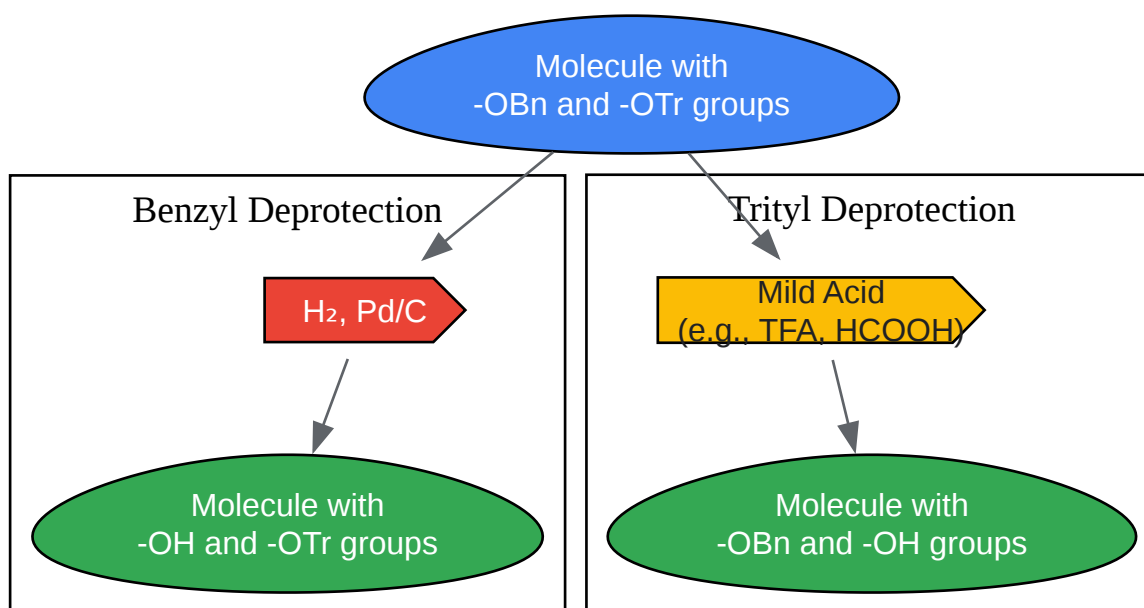 Molecule with
-OBn and -OTr groups
Benzyl Deprotection
H₂, Pd/C
Molecule with
-OH and -OTr groups
Trityl Deprotection
Mild Acid
(e.g., TFA, HCOOH)
Molecule with
-OBn and -OH groups